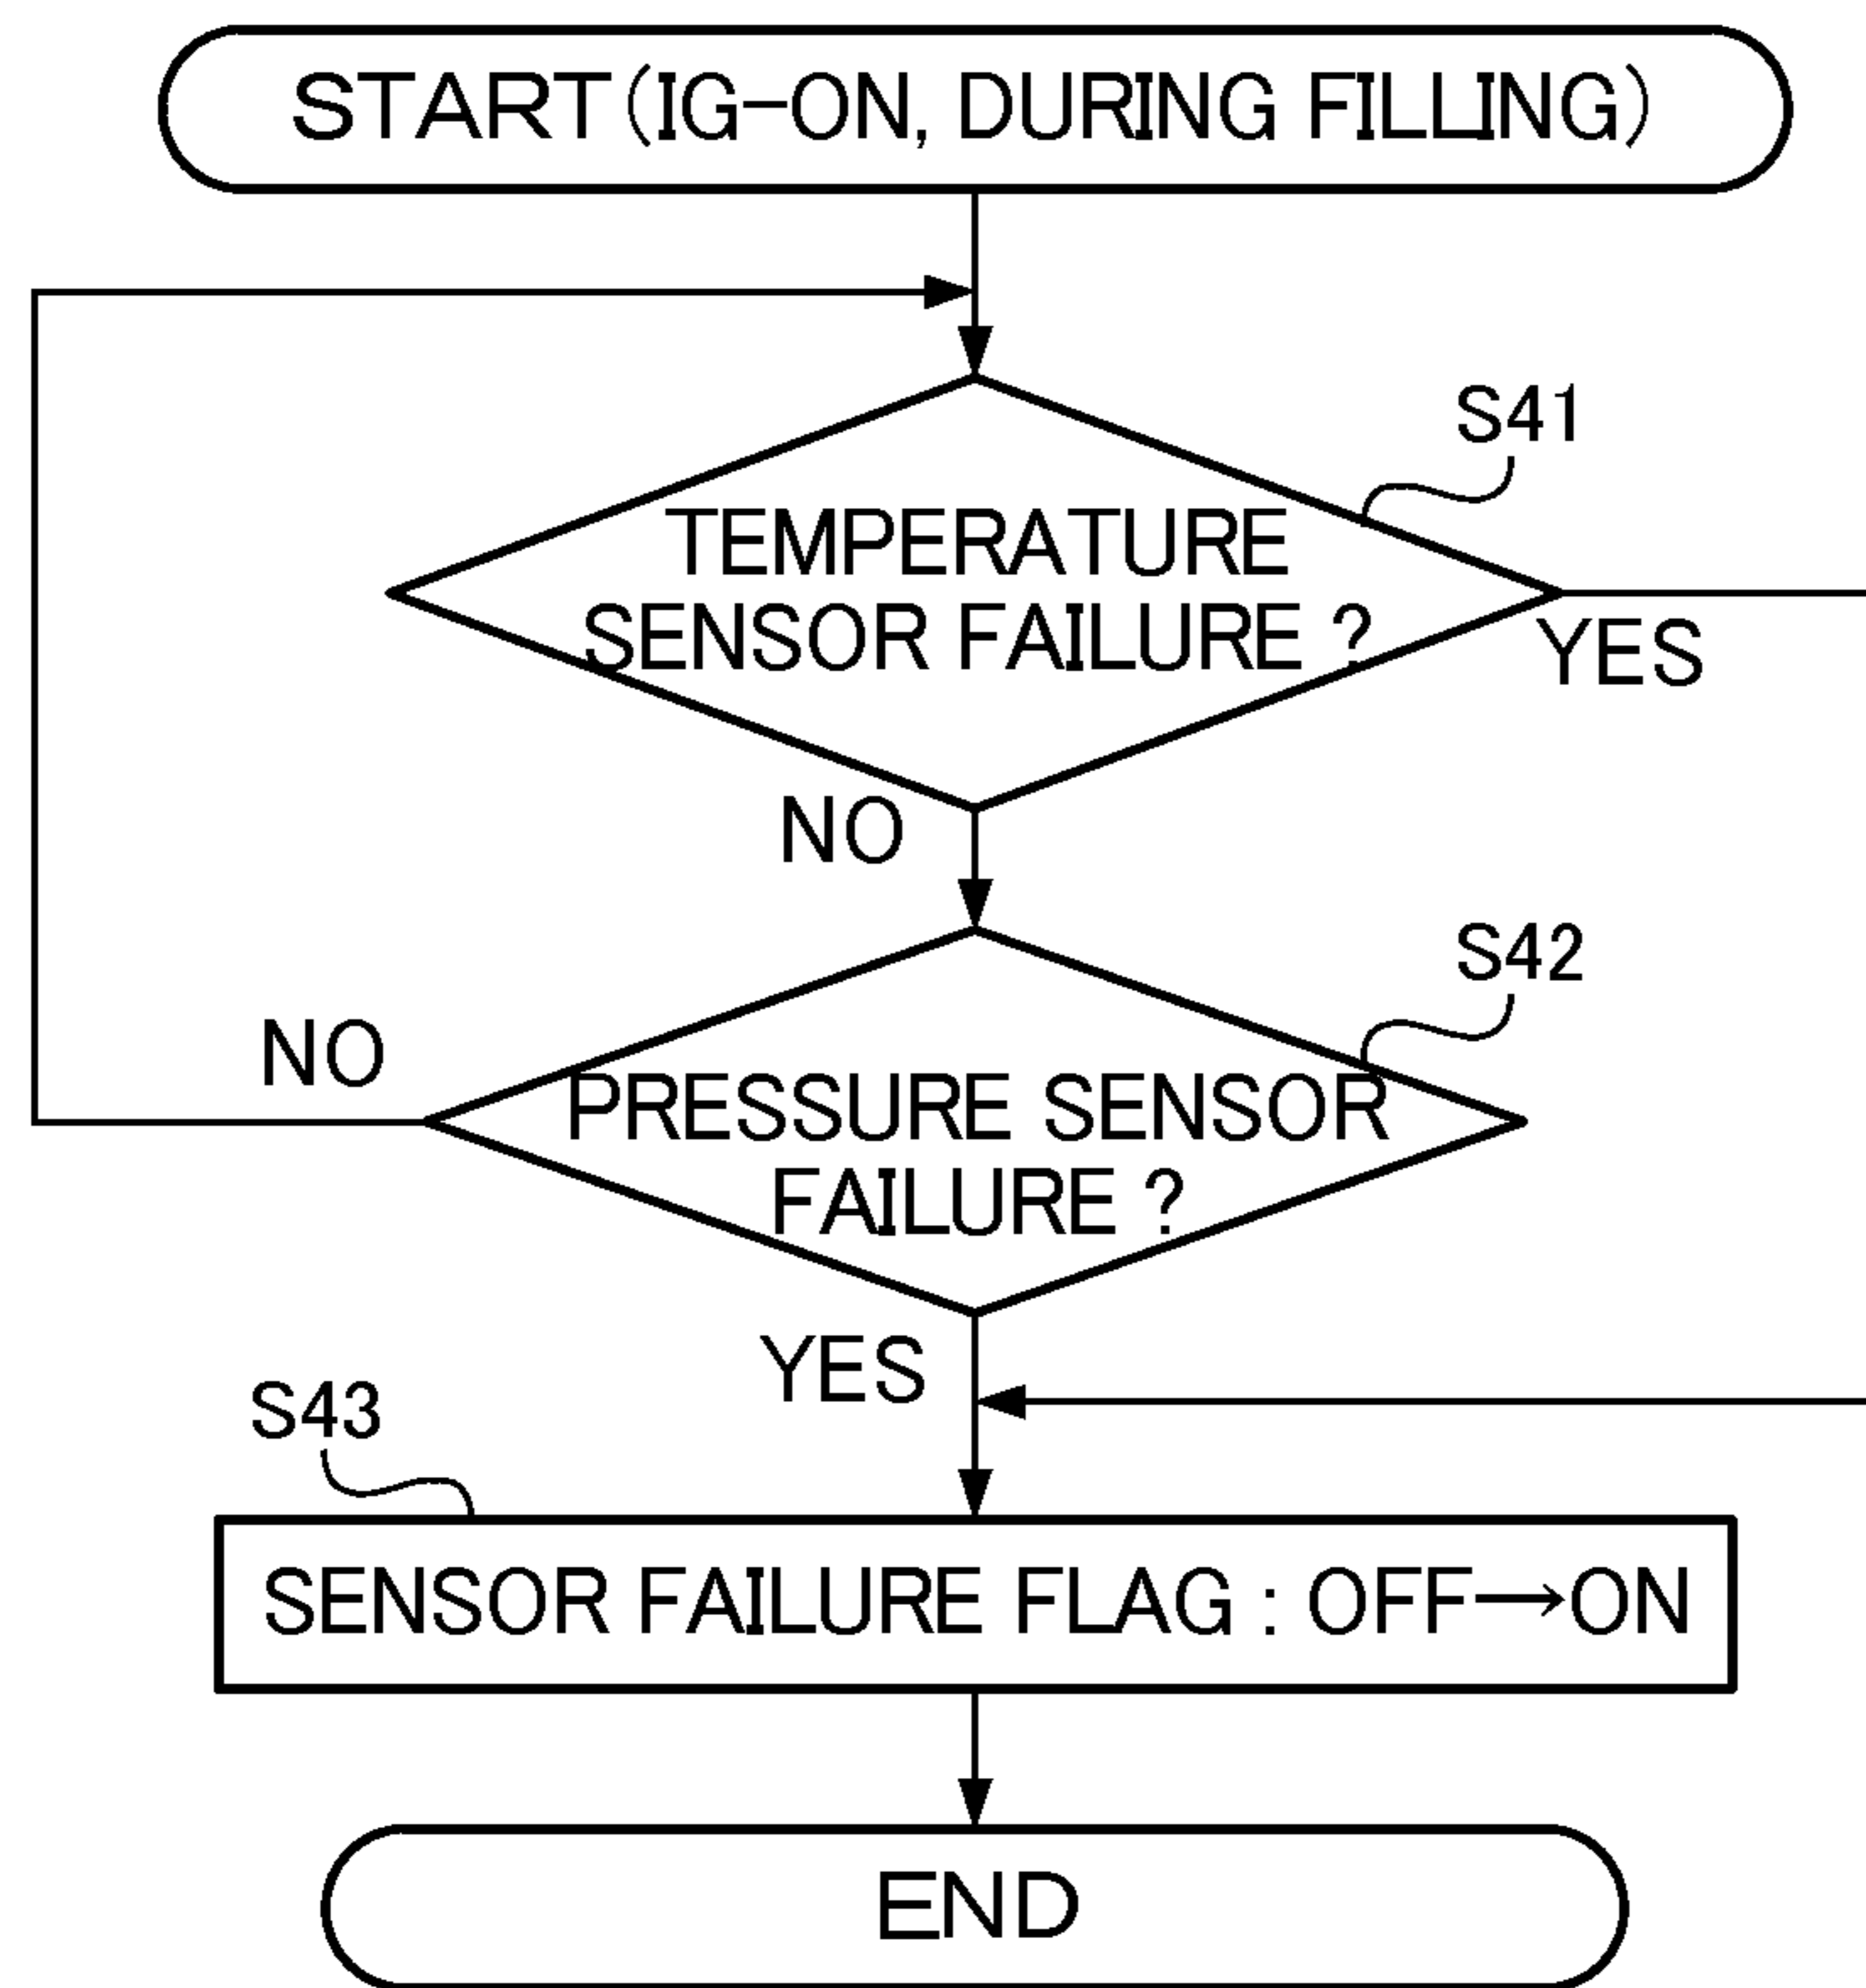 START(IG-ON, DURING FILLING)
S41
TEMPERATURE
SENSOR FAILURE ?
YES
NO
S42
NO
PRESSURE SENSOR
FAILURE ?
YES
S43
SENSOR FAILURE FLAG : OFF→ON
END